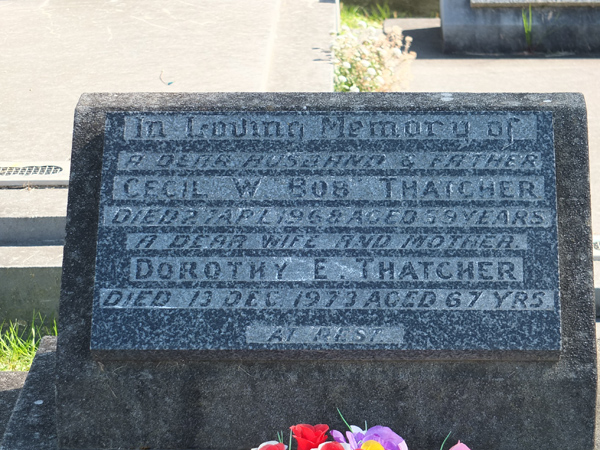 In Loving Memory of
A DEAR HUSBAND & FATHER
CECIL W BOB THATCHER
DIED 27 APL 1968 AGED 59 YEARS
A DEAR WIFE AND MOTHER
DOROTHY E. THATCHER
DIED 13 DEC 1973 AGED 67 YRS
AT REST